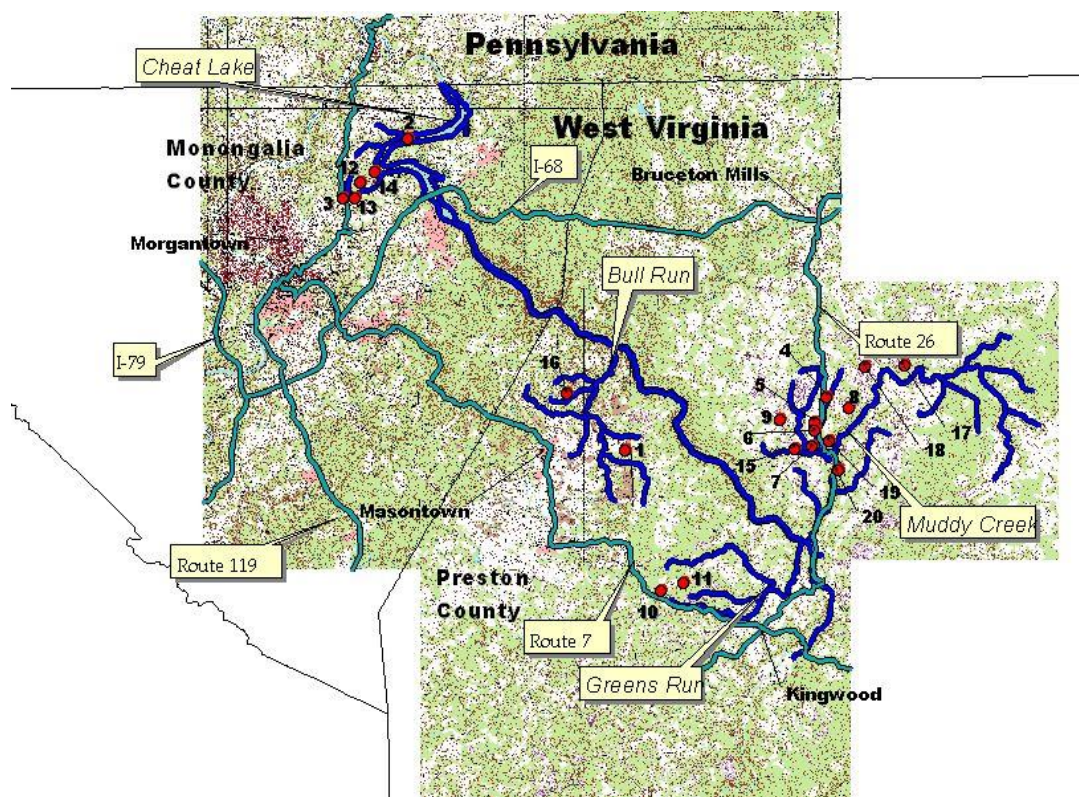 Pennsylvania
Cheat Lake
West Virginia
2
Monongalia
County
I-68
Bruceton Mills
12
14
3
13
Morgantown
Bull Run
Route 26
I-79
16
4
5
8
9
17
6
18
1
15
7
19
20
Masontown
Muddy Creek
Route 119
Preston
County
11
10
Route 7
Greens Run
Kingwood